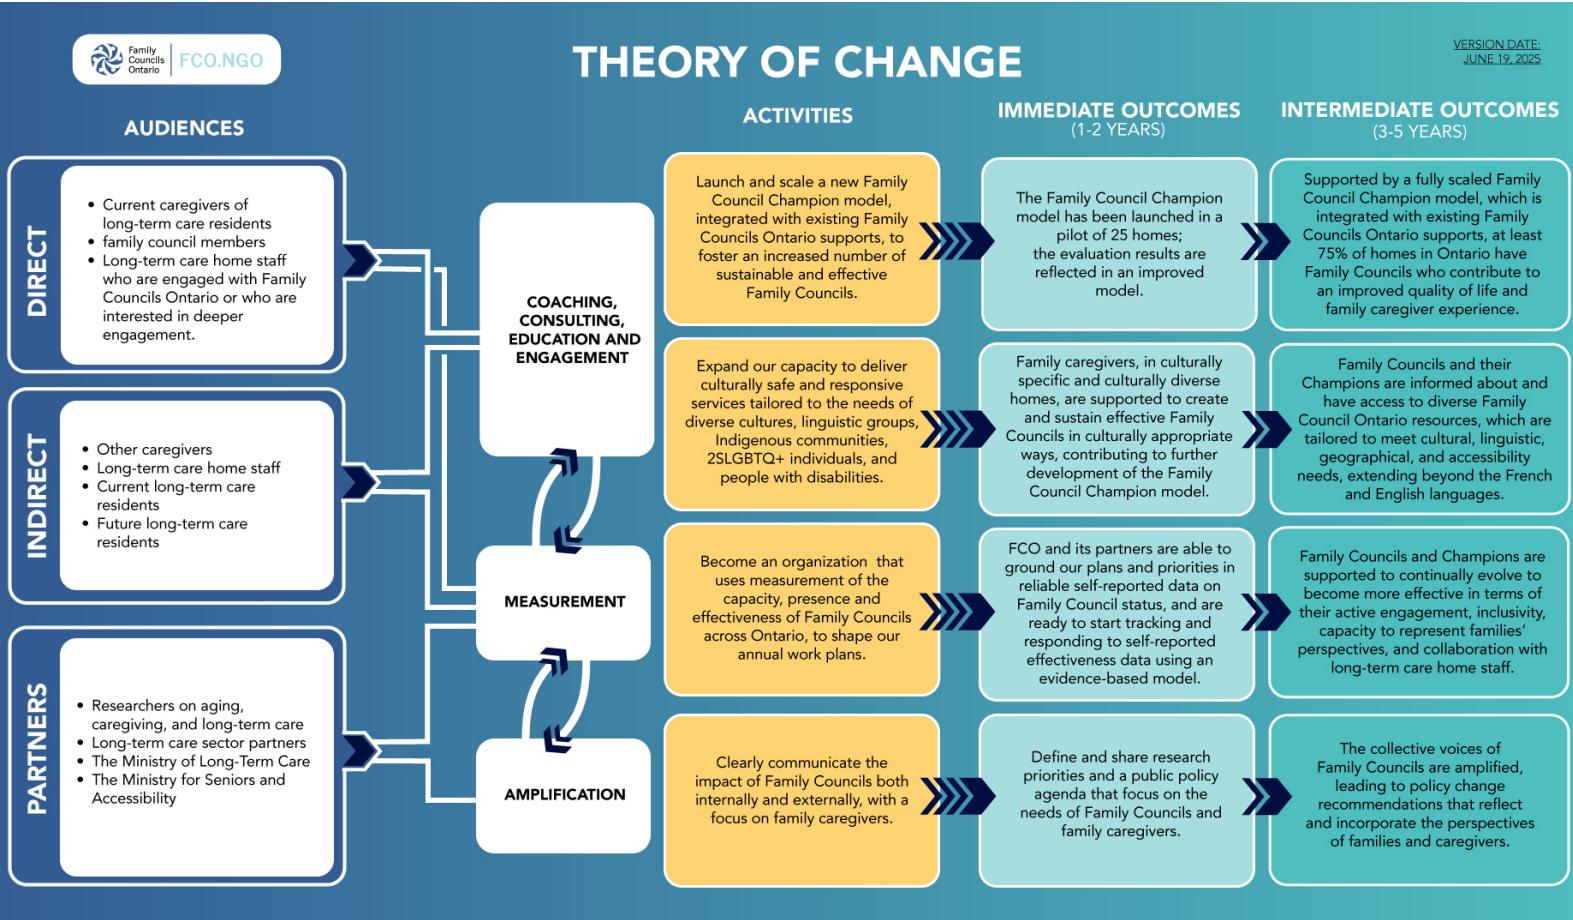 Family
Councils
Ontario
FCO.NGO
THEORY OF CHANGE
VERSION DATE:
JUNE 19, 2025
AUDIENCES
ACTIVITIES
IMMEDIATE OUTCOMES
(1-2 YEARS)
INTERMEDIATE OUTCOMES
(3-5 YEARS)
DIRECT
• Current caregivers of
long-term care residents
• family council members
• Long-term care home staff
who are engaged with Family
Councils Ontario or who are
interested in deeper
engagement.
INDIRECT
• Other caregivers
• Long-term care home staff
• Current long-term care
residents
• Future long-term care
residents
PARTNERS
• Researchers on aging,
caregiving, and long-term care
• Long-term care sector partners
• The Ministry of Long-Term Care
• The Ministry for Seniors and
Accessibility
COACHING,
CONSULTING,
EDUCATION AND
ENGAGEMENT
MEASUREMENT
AMPLIFICATION
Launch and scale a new Family
Council Champion model,
integrated with existing Family
Councils Ontario supports, to
foster an increased number of
sustainable and effective
Family Councils.
The Family Council Champion
model has been launched in a
pilot of 25 homes;
the evaluation results are
reflected in an improved
model.
Supported by a fully scaled Family
Council Champion model, which is
integrated with existing Family
Councils Ontario supports, at least
75% of homes in Ontario have
Family Councils who contribute to
an improved quality of life and
family caregiver experience.
Expand our capacity to deliver
culturally safe and responsive
services tailored to the needs of
diverse cultures, linguistic groups,
Indigenous communities,
2SLGBTQ+ individuals, and
people with disabilities.
Family caregivers, in culturally
specific and culturally diverse
homes, are supported to create
and sustain effective Family
Councils in culturally appropriate
ways, contributing to further
development of the Family
Council Champion model.
Family Councils and their
Champions are informed about and
have access to diverse Family
Council Ontario resources, which are
tailored to meet cultural, linguistic,
geographical, and accessibility
needs, extending beyond the French
and English languages.
Become an organization that
uses measurement of the
capacity, presence and
effectiveness of Family Councils
across Ontario, to shape our
annual work plans.
FCO and its partners are able to
ground our plans and priorities in
reliable self-reported data on
Family Council status, and are
ready to start tracking and
responding to self-reported
effectiveness data using an
evidence-based model.
Family Councils and Champions are
supported to continually evolve to
become more effective in terms of
their active engagement, inclusivity,
capacity to represent families'
perspectives, and collaboration with
long-term care home staff.
Clearly communicate the
impact of Family Councils both
internally and externally, with a
focus on family caregivers.
Define and share research
priorities and a public policy
agenda that focus on the
needs of Family Councils and
family caregivers.
The collective voices of
Family Councils are amplified,
leading to policy change
recommendations that reflect
and incorporate the perspectives
of families and caregivers.